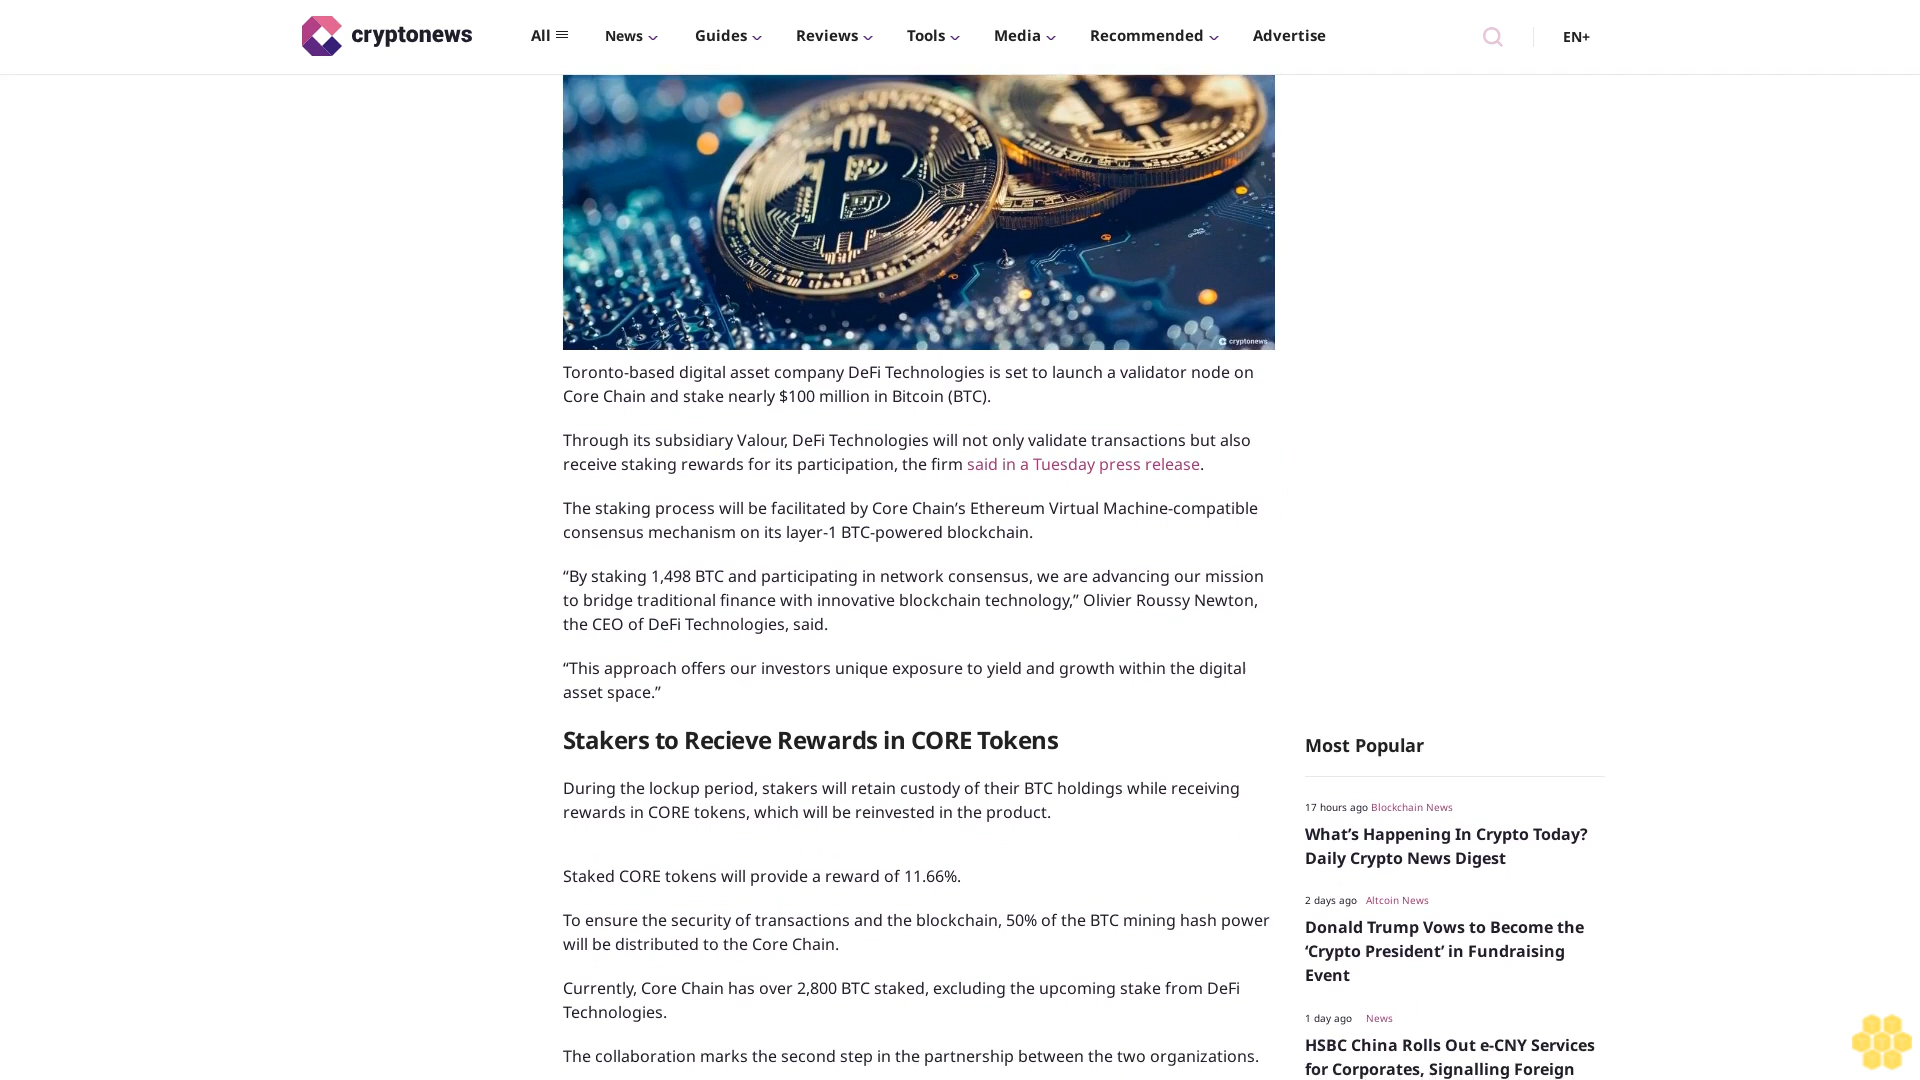 cryptonews
All
News
Guides
Reviews
Tools
Media
Recommended
Advertise
EN+
cryptonews
Toronto-based digital asset company DeFi Technologies is set to launch a validator node on
Core Chain and stake nearly $100 million in Bitcoin (BTC).
Through its subsidiary Valour, DeFi Technologies will not only validate transactions but also
receive staking rewards for its participation, the firm said in a Tuesday press release.
The staking process will be facilitated by Core Chain’s Ethereum Virtual Machine-compatible
consensus mechanism on its layer-1 BTC-powered blockchain.
“By staking 1,498 BTC and participating in network consensus, we are advancing our mission
to bridge traditional finance with innovative blockchain technology,” Olivier Roussy Newton,
the CEO of DeFi Technologies, said.
“This approach offers our investors unique exposure to yield and growth within the digital
asset space.”
Stakers to Recieve Rewards in CORE Tokens
During the lockup period, stakers will retain custody of their BTC holdings while receiving
rewards in CORE tokens, which will be reinvested in the product.
Staked CORE tokens will provide a reward of 11.66%.
To ensure the security of transactions and the blockchain, 50% of the BTC mining hash power
will be distributed to the Core Chain.
Currently, Core Chain has over 2,800 BTC staked, excluding the upcoming stake from DeFi
Technologies.
The collaboration marks the second step in the partnership between the two organizations.
Most Popular
17 hours ago Blockchain News
What’s Happening In Crypto Today?
Daily Crypto News Digest
2 days ago Altcoin News
Donald Trump Vows to Become the
‘Crypto President’ in Fundraising
Event
1 day ago News
HSBC China Rolls Out e-CNY Services
for Corporates, Signalling Foreign